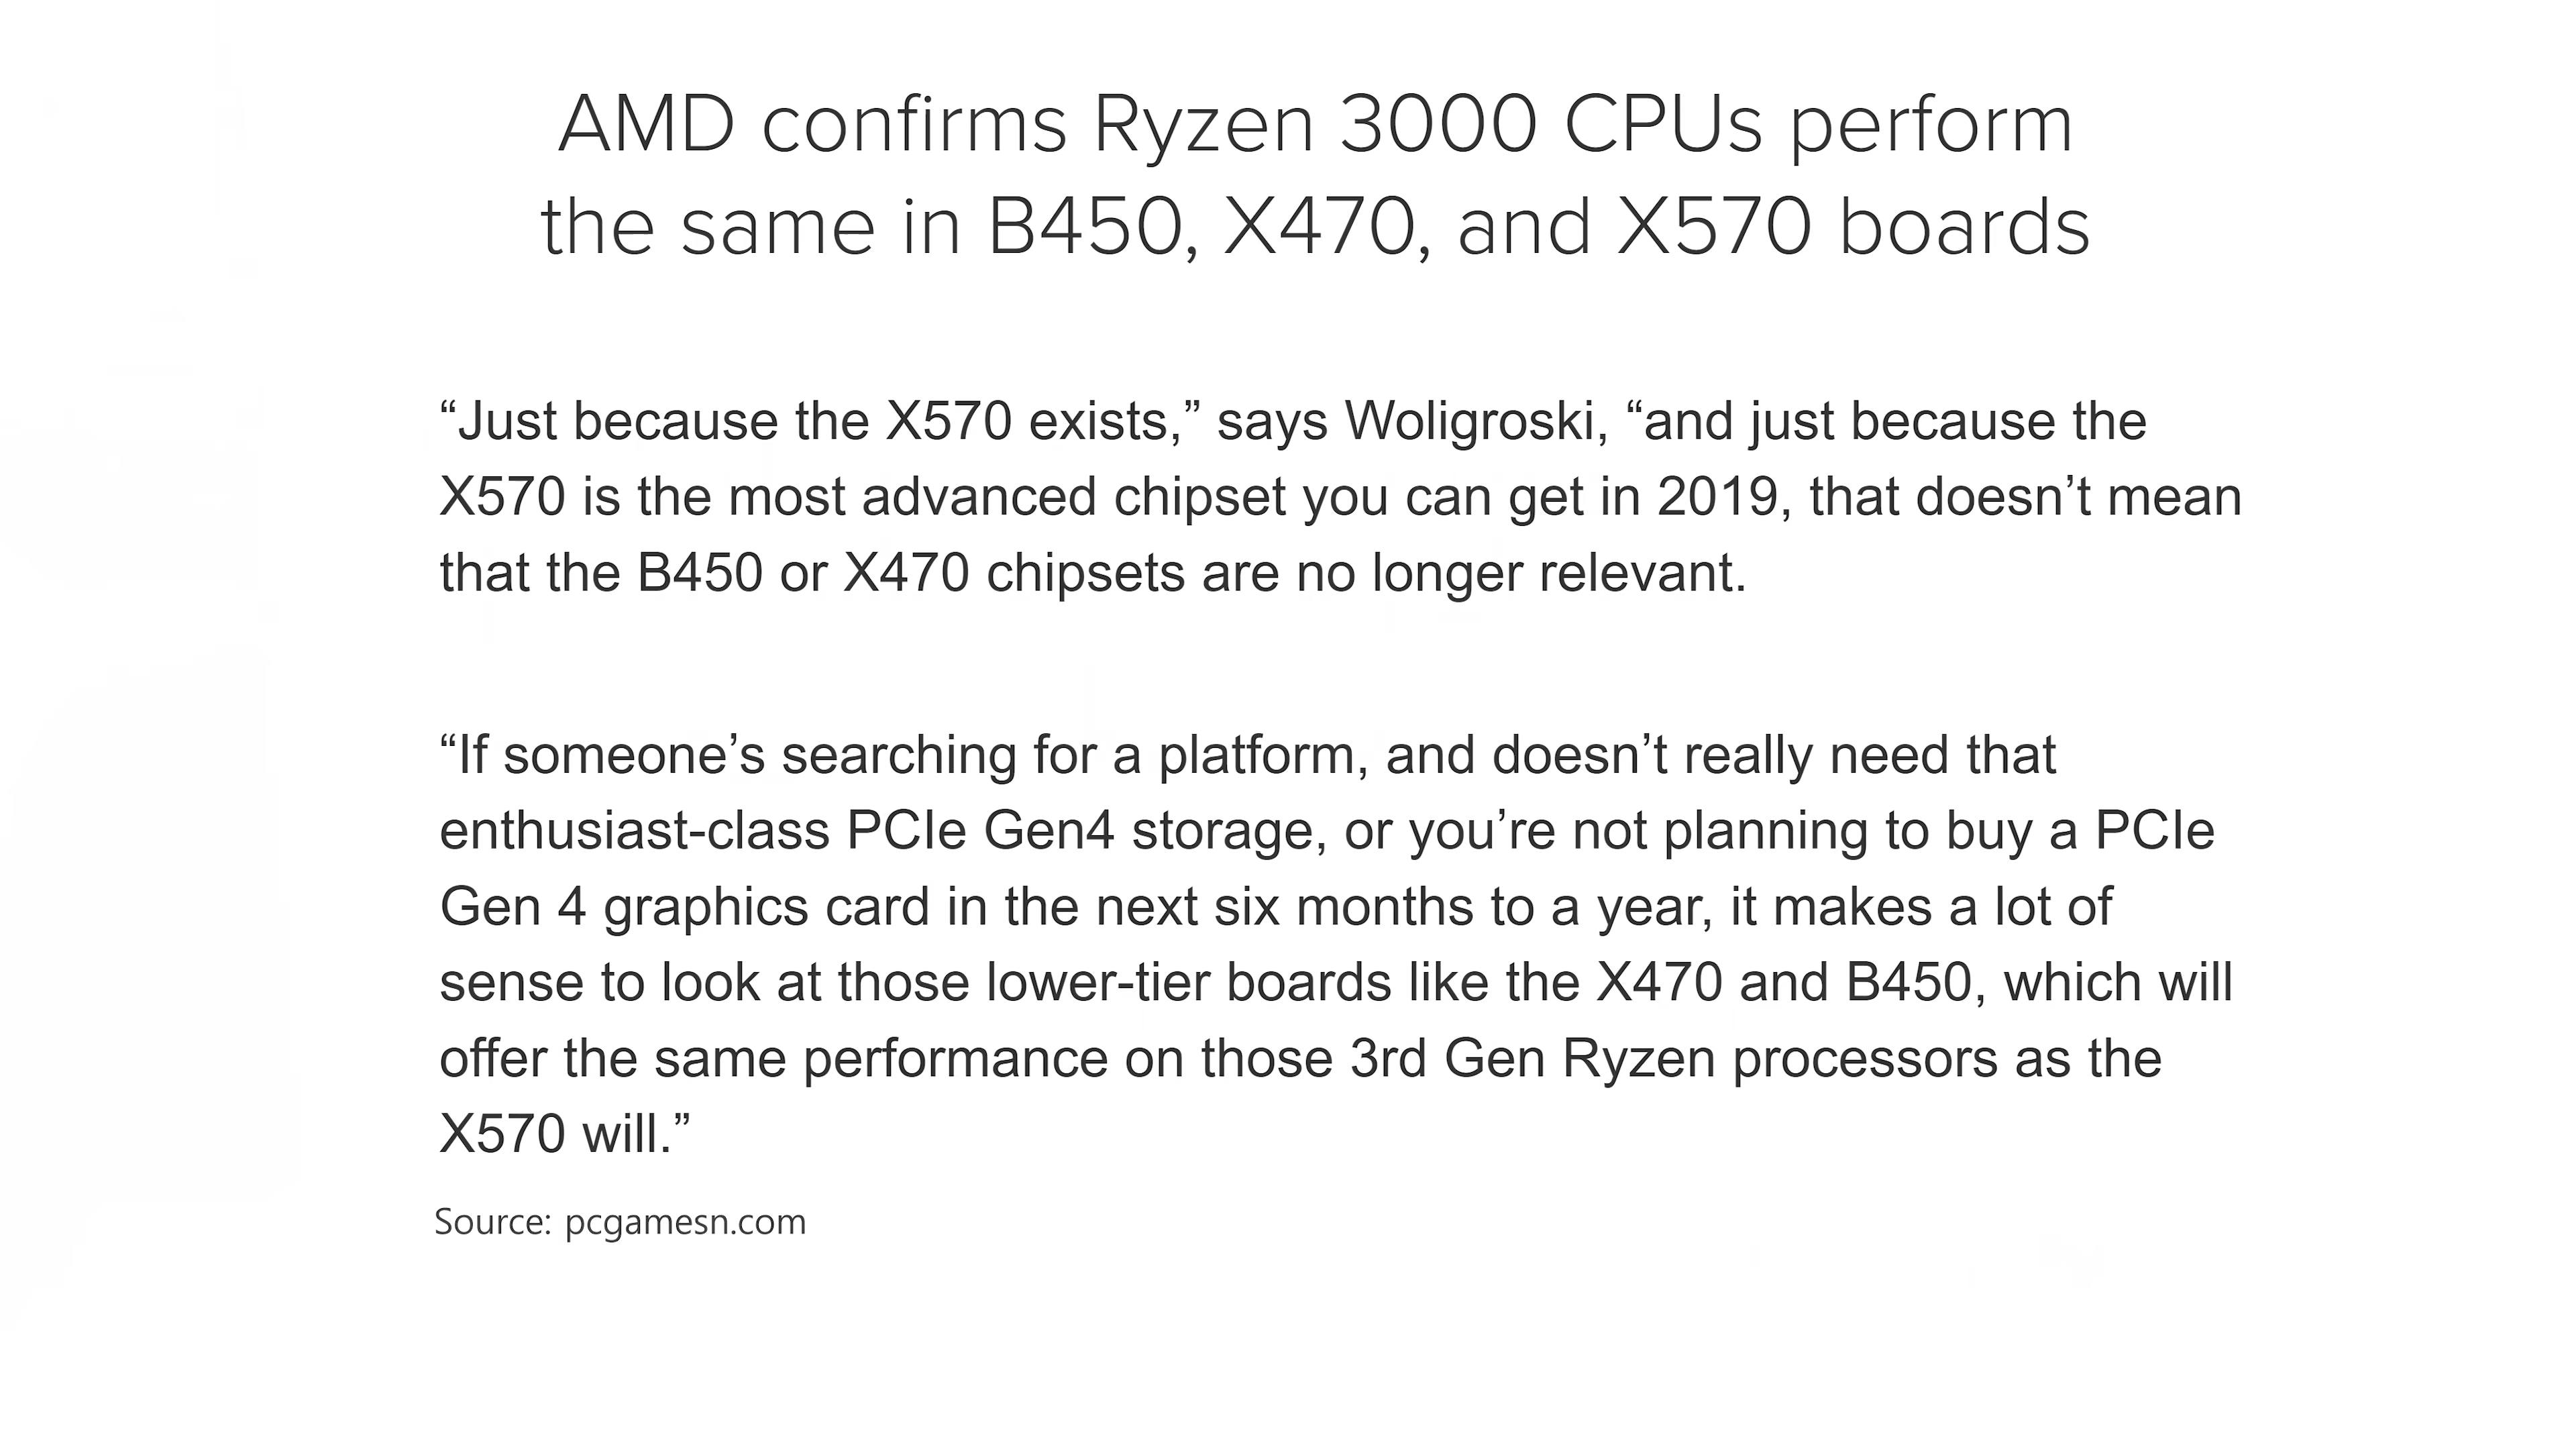 AMD confirms Ryzen 3000 CPUs perform
the same in B450, X470, and X570 boards
“Just because the X570 exists,” says Woligroski, “and just because the
X570 is the most advanced chipset you can get in 2019, that doesn’t mean
that the B450 or X470 chipsets are no longer relevant.
“If someone’s searching for a platform, and doesn’t really need that
enthusiast-class PCIe Gen4 storage, or you’re not planning to buy a PCIe
Gen 4 graphics card in the next six months to a year, it makes a lot of
sense to look at those lower-tier boards like the X470 and B450, which will
offer the same performance on those 3rd Gen Ryzen processors as the
X570 will.”
Source: pcgamesn.com